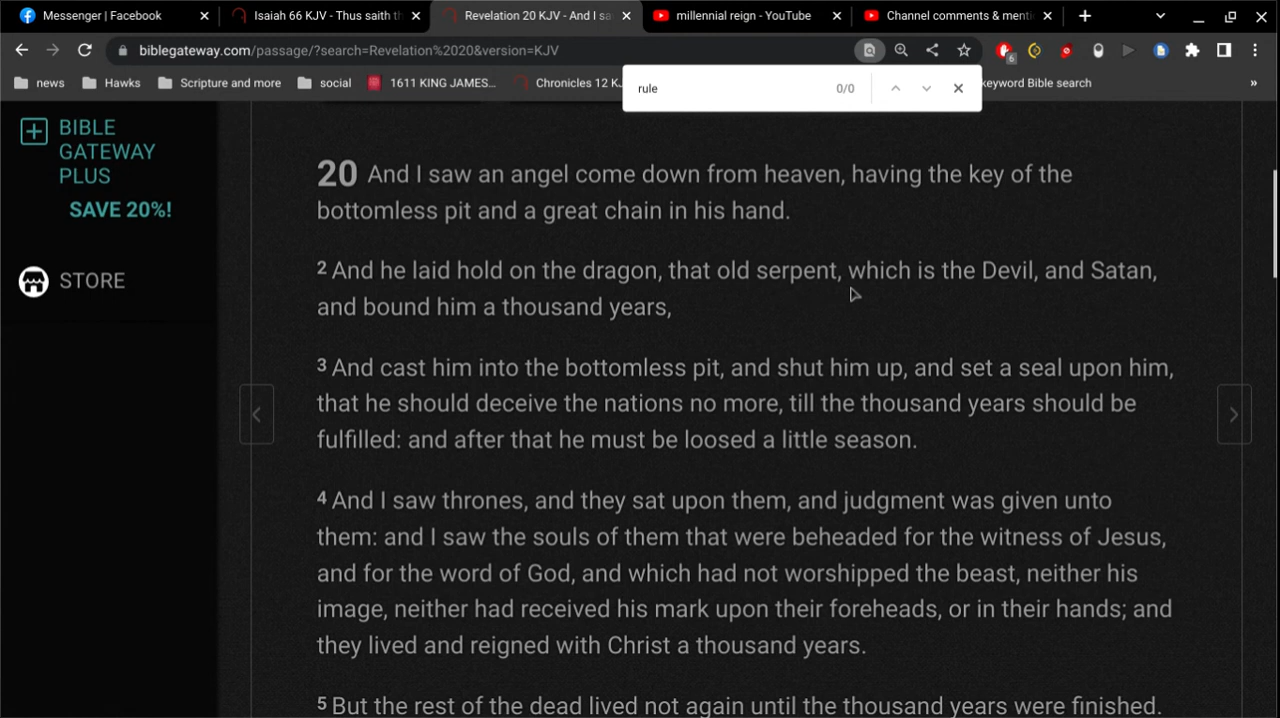 Messenger | Facebook
Isaiah 66 KJV - Thus saith th
Revelation 20 KJV - And I sa
millennial reign - YouTube
Channel comments & menti
biblegateway.com/passage/?search=Revelation%2020&version=KJV
6
news
Hawks
Scripture and more
social
1611 KING JAMES...
Chronicles 12 K
keyword Bible search
»
rule
0/0
BIBLE
GATEWAY
PLUS
SAVE 20%!
STORE
20 And I saw an angel come down from heaven, having the key of the
bottomless pit and a great chain in his hand.
2 And he laid hold on the dragon, that old serpent, which is the Devil, and Satan,
and bound him a thousand years,
3 And cast him into the bottomless pit, and shut him up, and set a seal upon him,
that he should deceive the nations no more, till the thousand years should be
fulfilled: and after that he must be loosed a little season.
4 And I saw thrones, and they sat upon them, and judgment was given unto
them: and I saw the souls of them that were beheaded for the witness of Jesus,
and for the word of God, and which had not worshipped the beast, neither his
image, neither had received his mark upon their foreheads, or in their hands; and
they lived and reigned with Christ a thousand years.
5 But the rest of the dead lived not again until the thousand years were finished.